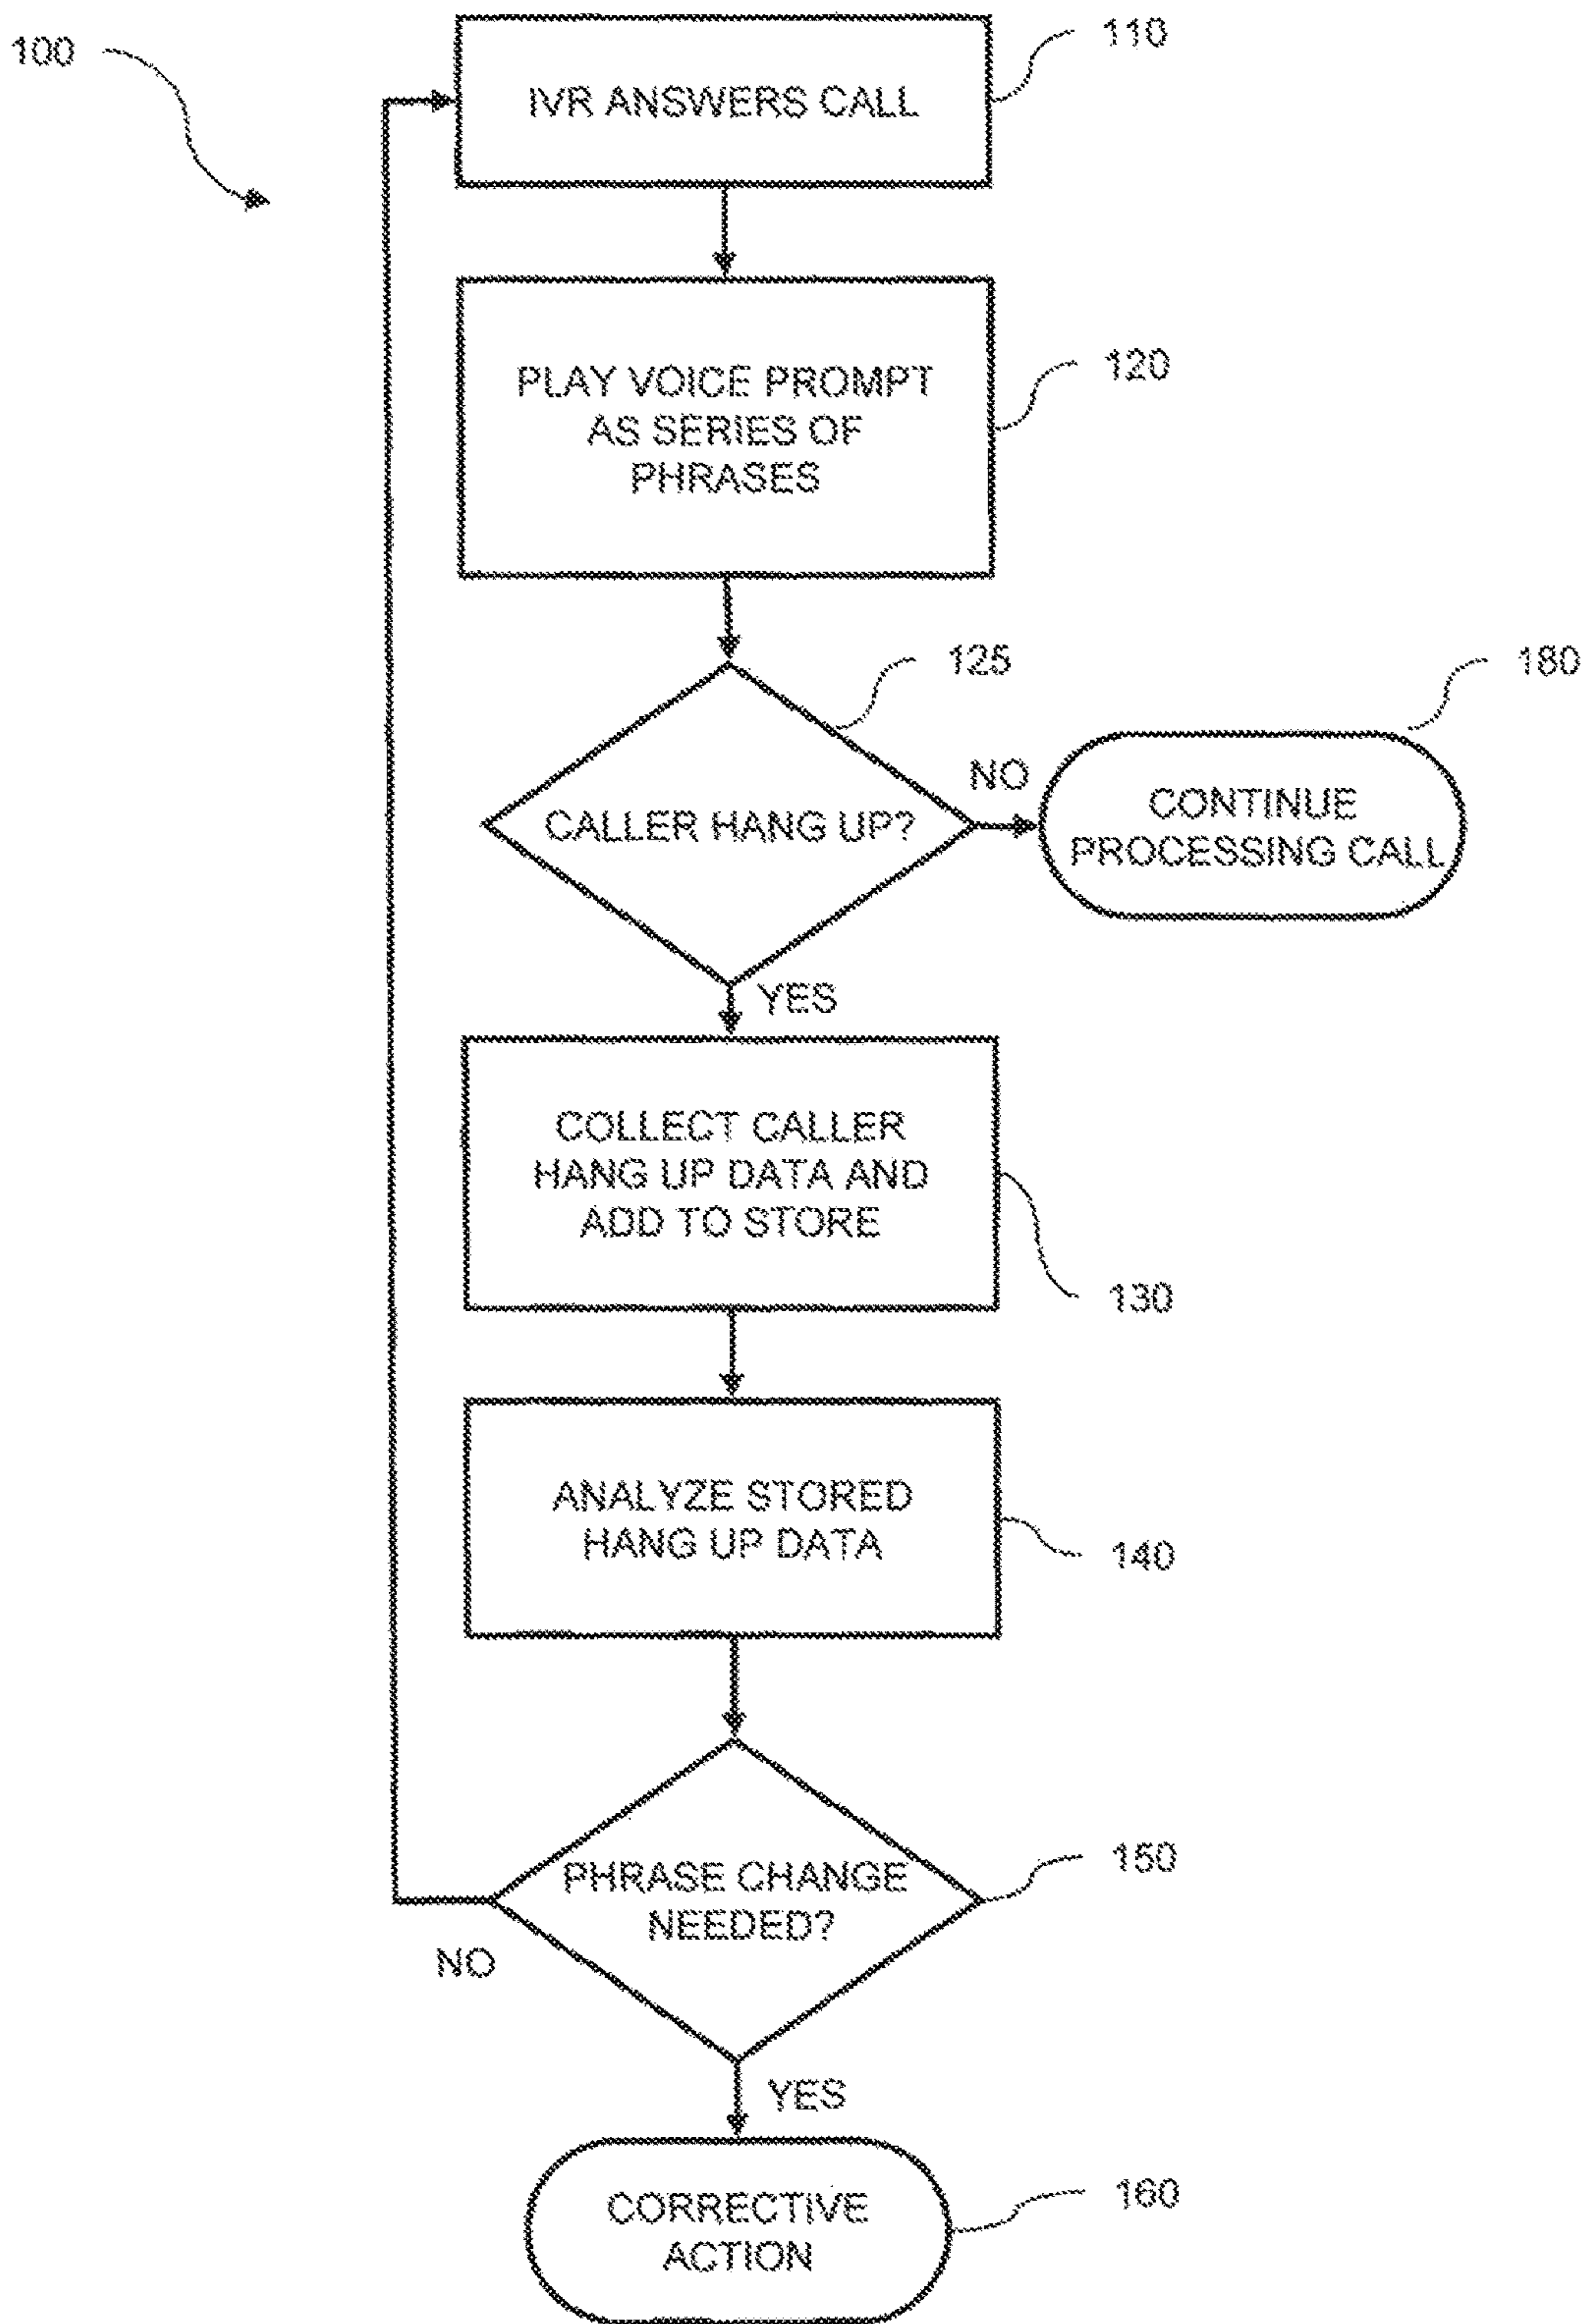 100
110
IVR ANSWERS CALL
120
PLAY VOICE PROMPT
AS SERIES OF
PHRASES
125
180
CALLER HANG UP?
NO
CONTINUE
PROCESSING CALL
YES
COLLECT CALLER
HANG UP DATA AND
ADD TO STORE
130
ANALYZE STORED
HANG UP DATA
140
150
PHRASE CHANGE
NEEDED?
NO
YES
160
CORRECTIVE
ACTION